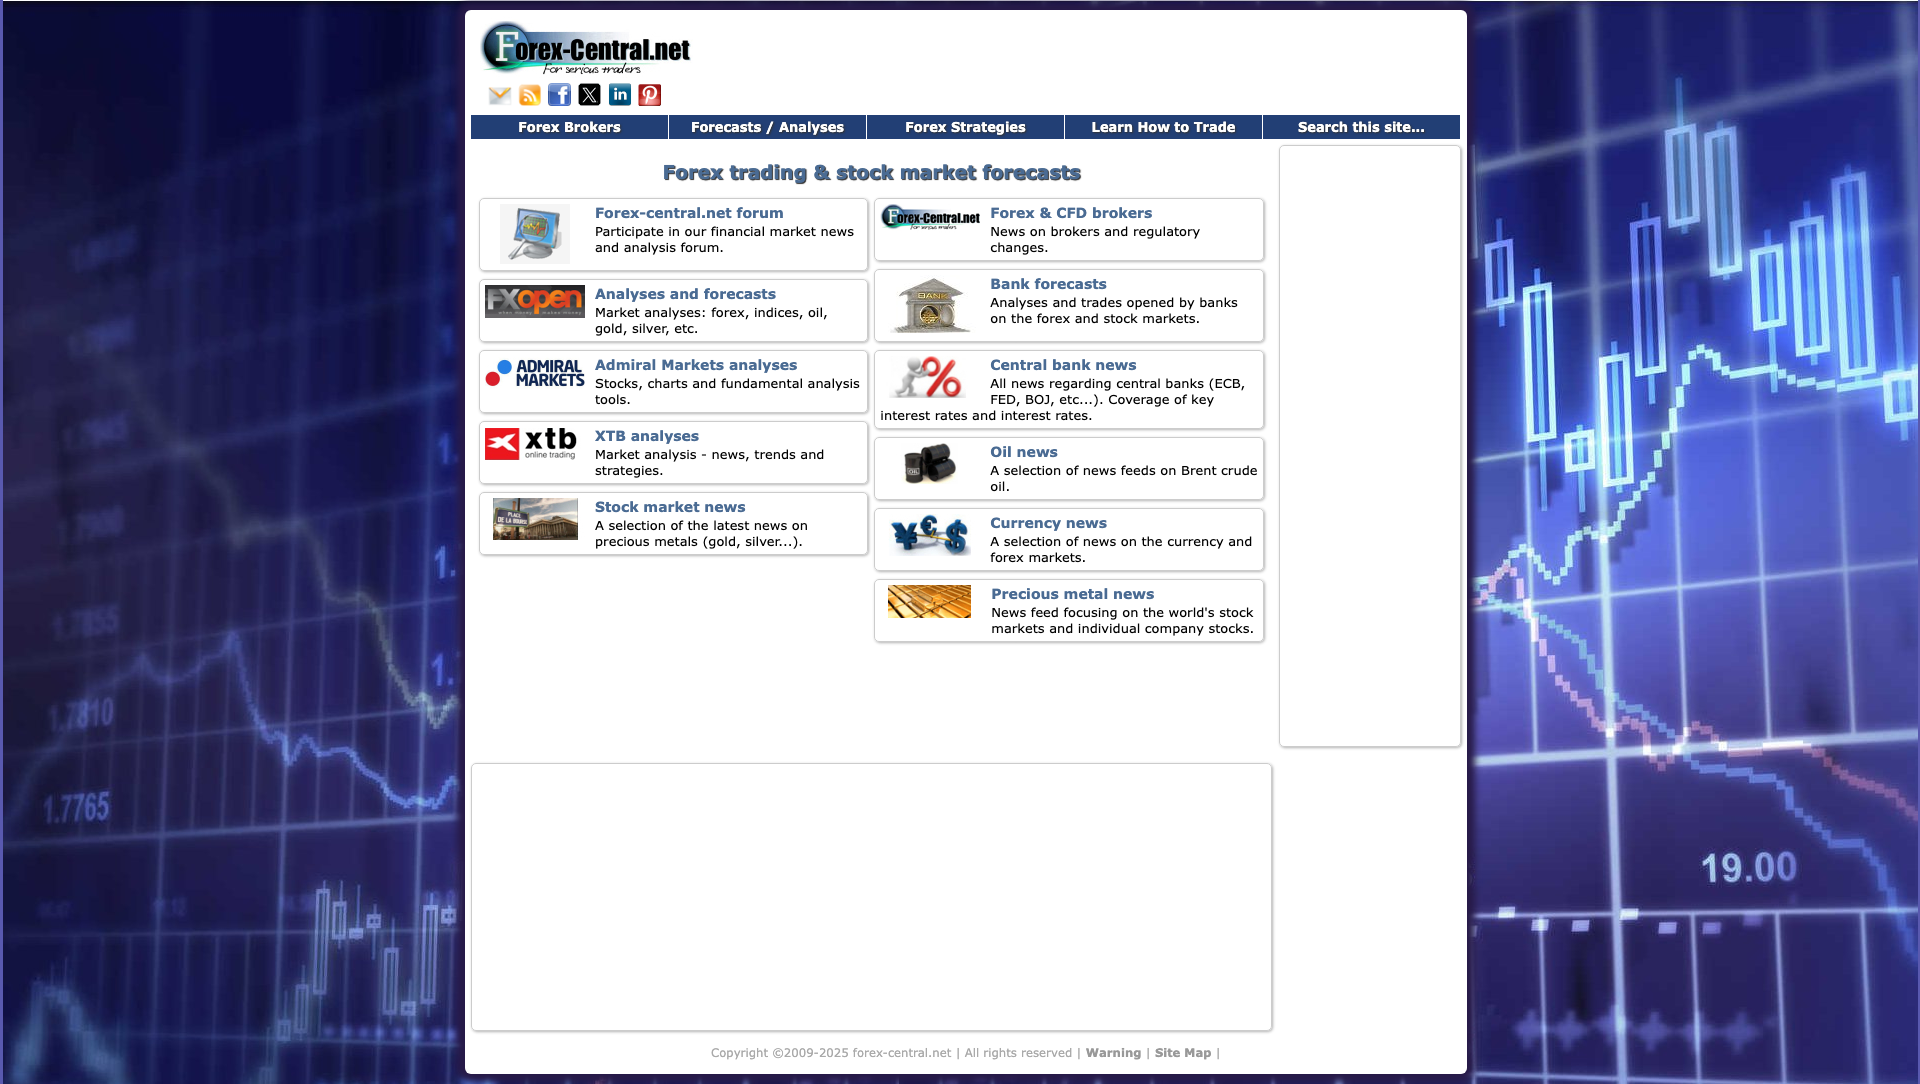 Forex-Central.net
For serious traders
Forex Brokers
Forecasts / Analyses
Forex Strategies
Learn How to Trade
Search this site...
Forex trading & stock market forecasts
Forex-central.net forum
Participate in our financial market news
and analysis forum.
FXopen
Analyses and forecasts
Market analyses: forex, indices, oil,
gold, silver, etc.
ADMIRAL
MARKETS
Admiral Markets analyses
Stocks, charts and fundamental analysis
tools.
xtb
online trading
XTB analyses
Market analysis - news, trends and
strategies.
PLACE
DE LA BOURSE
Stock market news
A selection of the latest news on
precious metals (gold, silver...).
Forex-Central.net
For serious traders
Forex & CFD brokers
News on brokers and regulatory
changes.
BANK
Bank forecasts
Analyses and trades opened by banks
on the forex and stock markets.
%
Central bank news
All news regarding central banks (ECB,
FED, BOJ, etc...). Coverage of key
interest rates and interest rates.
OIL
Oil news
A selection of news feeds on Brent crude
oil.
¥ € $
Currency news
A selection of news on the currency and
forex markets.
Precious metal news
News feed focusing on the world's stock
markets and individual company stocks.
1.7810
1.7765
19.00
Copyright ©2009-2025 forex-central.net | All rights reserved | Warning | Site Map |